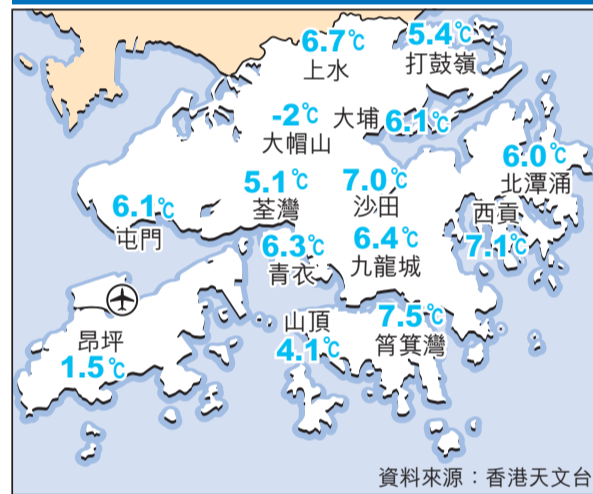 6.7℃
上水
5.4℃
打鼓嶺
-2℃
大帽山
大埔 6.1℃
6.0℃
北潭涌
6.1℃
屯門
5.1℃
荃灣
7.0℃
沙田
西貢
7.1℃
6.3℃
青衣
6.4℃
九龍城
昂坪
1.5℃
山頂
4.1℃
7.5℃
筲箕灣
資料來源：香港天文台